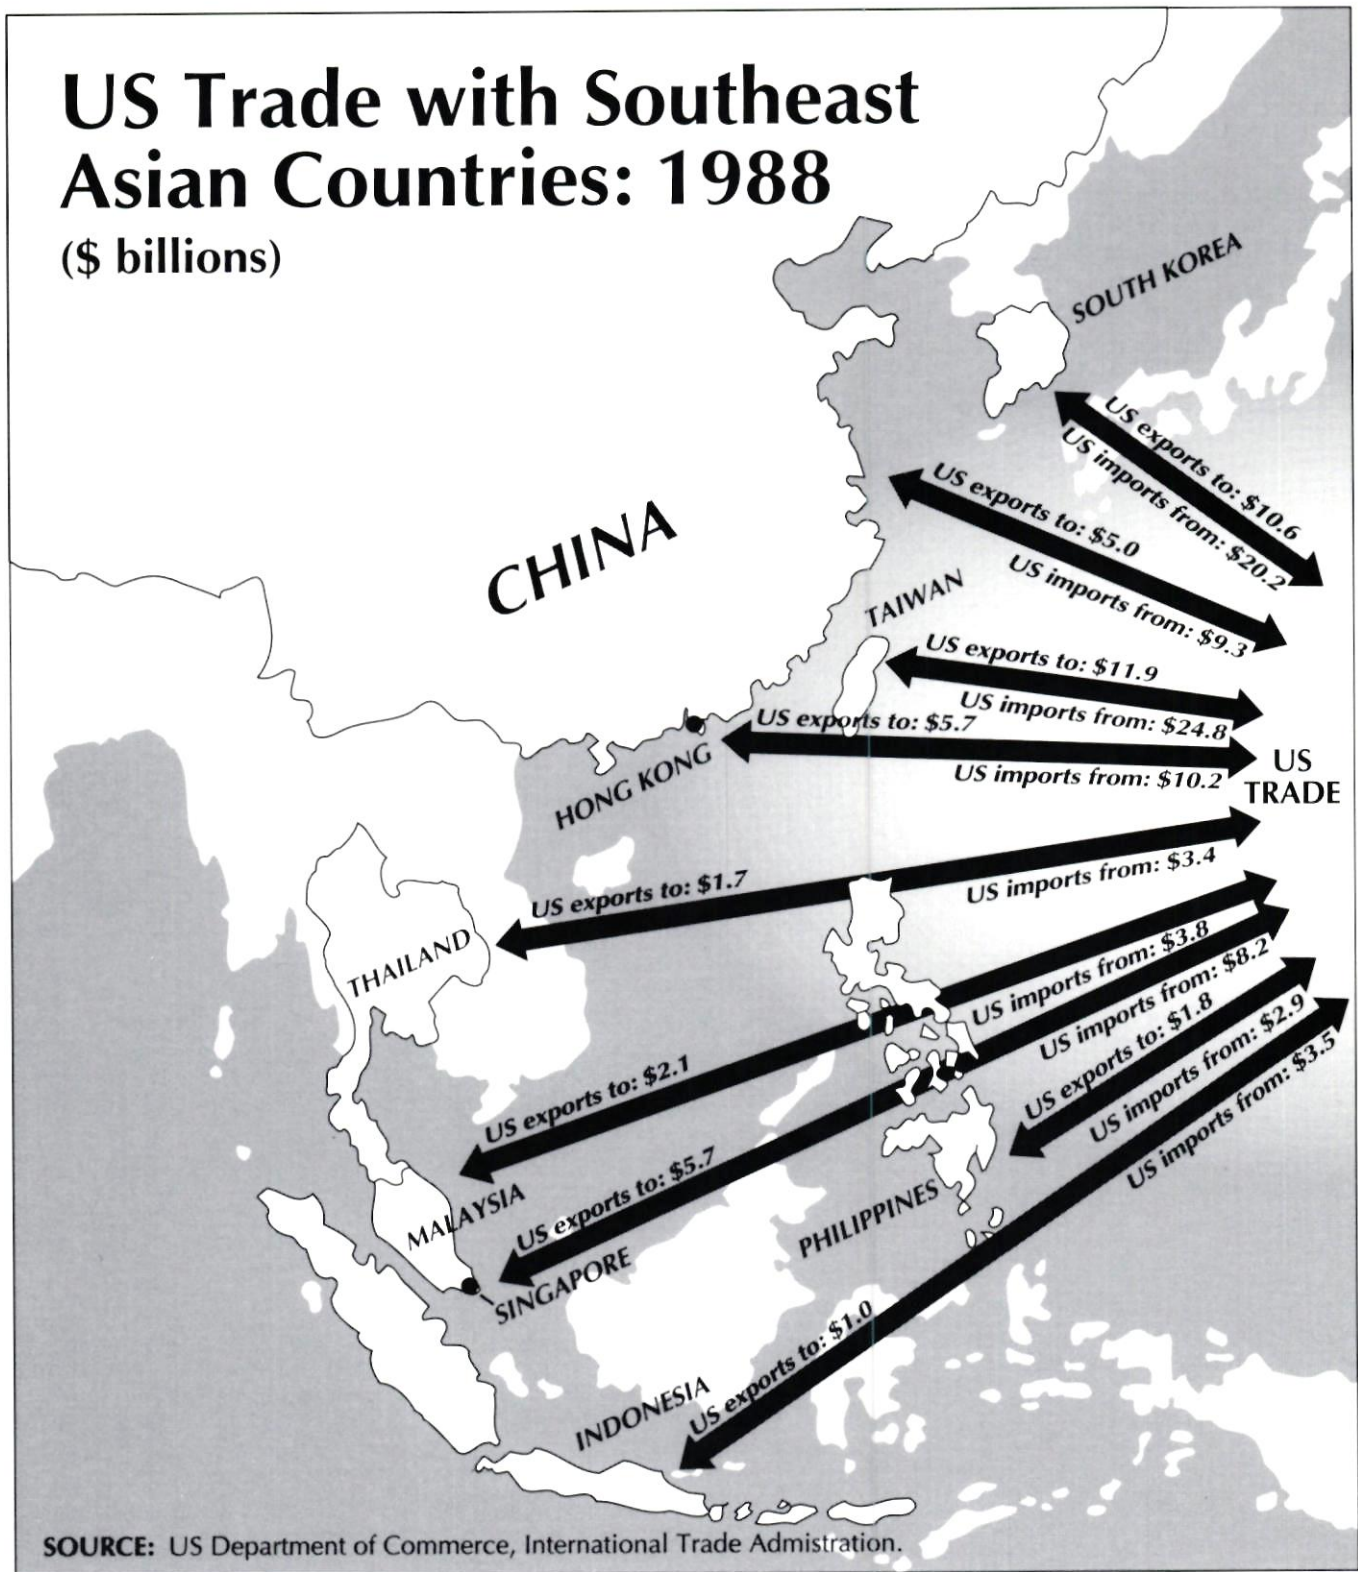 US Trade with Southeast
Asian Countries: 1988
($ billions)
SOUTH KOREA
US exports to: $10.6
US imports from: $20.2
CHINA
US exports to: $5.0
US imports from: $9.3
TAIWAN
US exports to: $11.9
US imports from: $24.8
HONG KONG
US exports to: $5.7
US imports from: $10.2
US
TRADE
THAILAND
US exports to: $1.7
US imports from: $3.4
MALAYSIA
US exports to: $2.1
US imports from: $3.8
SINGAPORE
US exports to: $5.7
US imports from: $8.2
PHILIPPINES
US exports to: $1.8
US imports from: $2.9
INDONESIA
US exports to: $1.0
US imports from: $3.5
SOURCE: US Department of Commerce, International Trade Admistration.